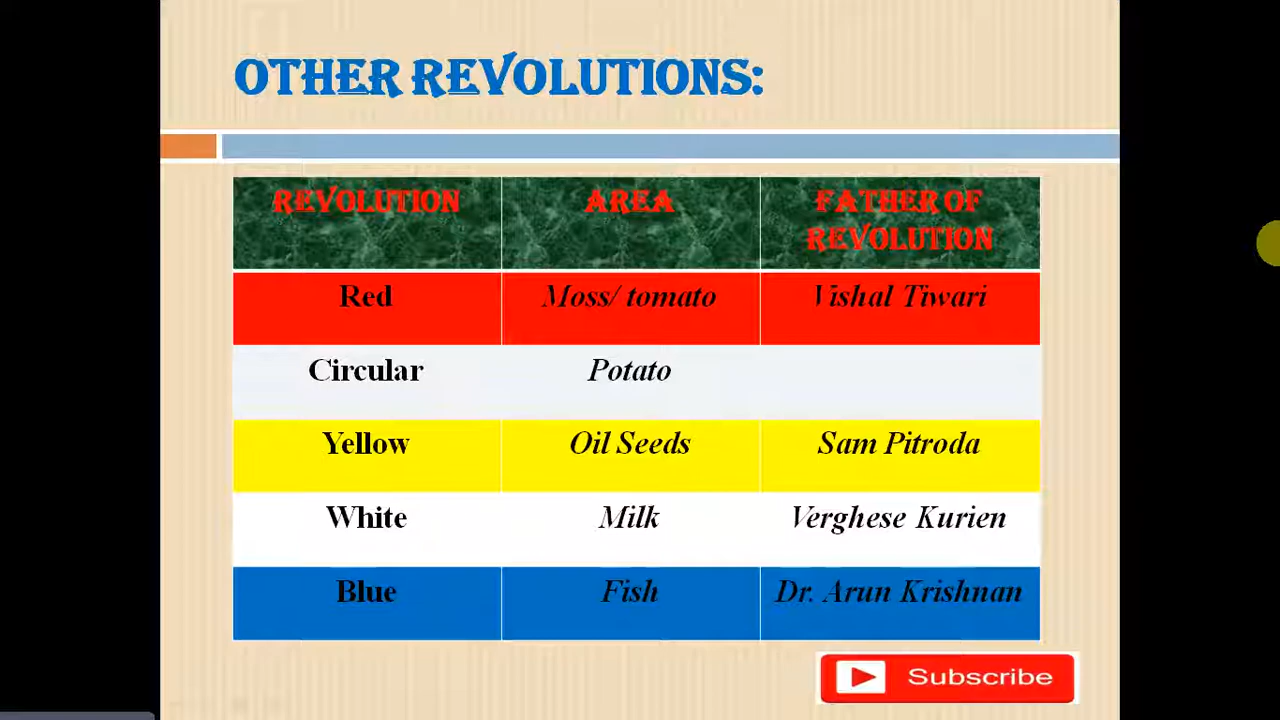 OTHER REVOLUTIONS:
REVOLUTION AREA FATHER OF
REVOLUTION
Red Moss/ tomato Vishal Tiwari
Circular Potato
Yellow Oil Seeds Sam Pitroda
White Milk Verghese Kurien
Blue Fish Dr. Arun Krishnan
Subscribe